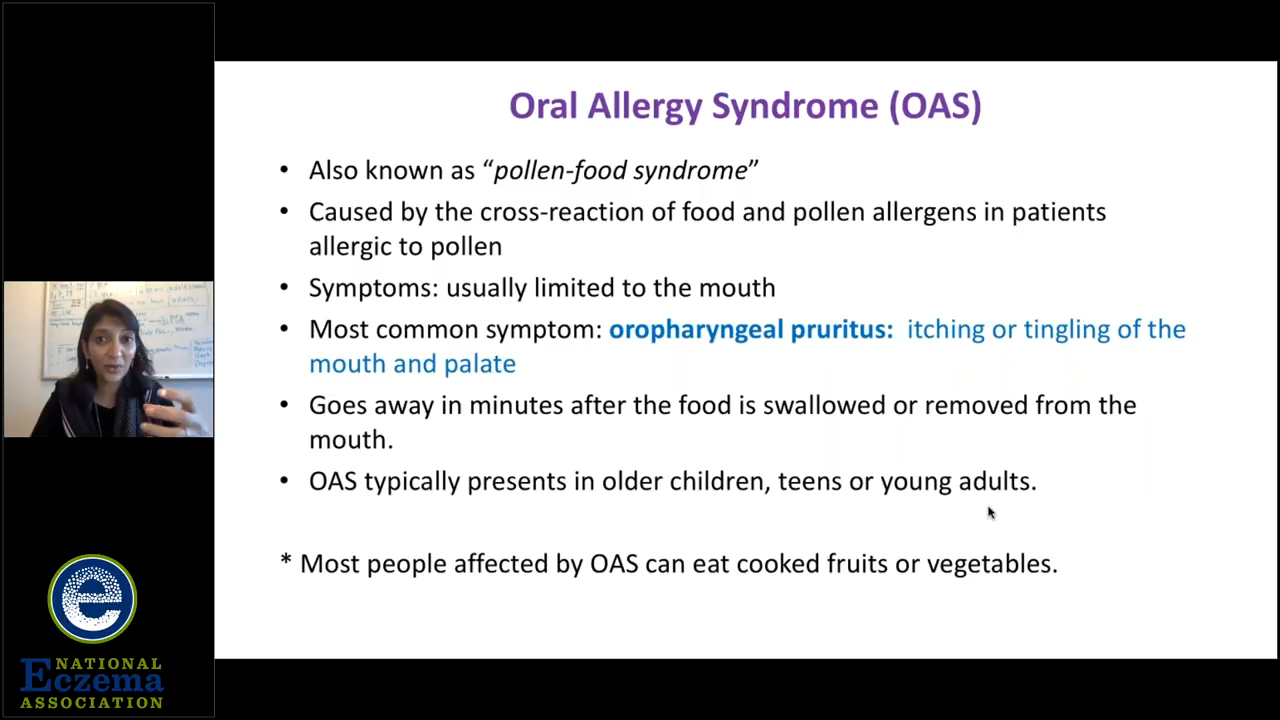 Oral Allergy Syndrome (OAS)
• Also known as “pollen-food syndrome”
• Caused by the cross-reaction of food and pollen allergens in patients
allergic to pollen
• Symptoms: usually limited to the mouth
• Most common symptom: oropharyngeal pruritus: itching or tingling of the
mouth and palate
• Goes away in minutes after the food is swallowed or removed from the
mouth.
• OAS typically presents in older children, teens or young adults.
* Most people affected by OAS can eat cooked fruits or vegetables.
e
NATIONAL
Eczema
ASSOCIATION